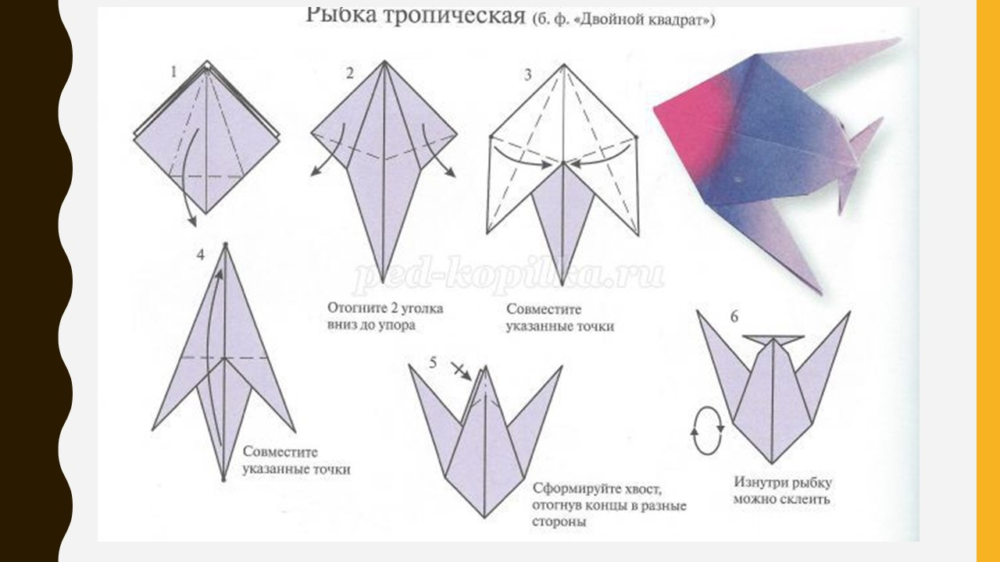 Рыбка тропическая (б. ф. «Двойной квадрат»)
1
2
3
ped-kopilka.ru
Отогните 2 уголка
вниз до упора
Совместите
указанные точки
4
Совместите
указанные точки
5
Сформируйте хвост,
отогнув концы в разные
стороны
6
Изнутри рыбку
можно склеить